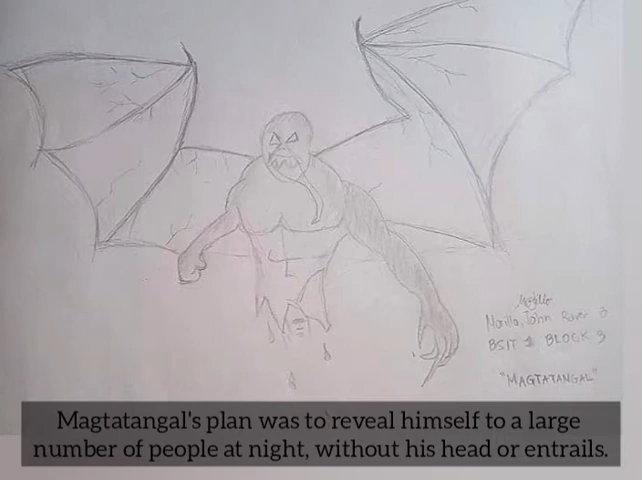 Morillo, John Raver
BSIT 1 BLOCK 3
"MAGTATANGAL"
Magtatangal's plan was to reveal himself to a large
number of people at night, without his head or entrails.